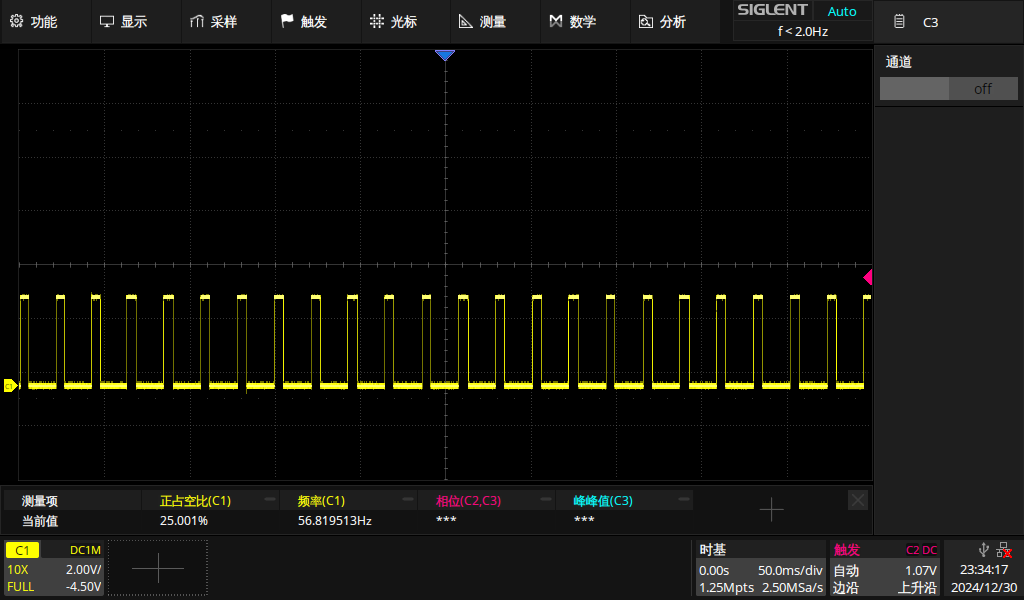 功能 显示 采样 触发 光标 测量 数学 分析 SIGLENT Auto C3
f < 2.0Hz
通道
off
C1
测量项 正占空比(C1) 频率(C1) 相位(C2,C3) 峰峰值(C3)
当前值 25.001% 56.819513Hz *** ***
C1 DC1M
10X 2.00V/
FULL -4.50V
时基
0.00s 50.0ms/div
1.25Mpts 2.50MSa/s
触发 C2 DC
自动 1.07V
边沿 上升沿
23:34:17
2024/12/30